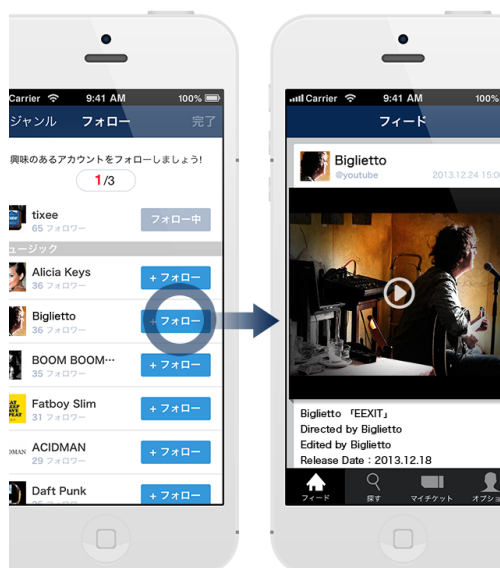 Carrier 9:41 AM 100%
ジャンル フォロー 完了
興味のあるアカウントをフォローしましょう!
1/3
tixee
65 フォロワー
フォロー中
ュージック
Alicia Keys
36 フォロワー
+ フォロー
Biglietto
36 フォロワー
+ フォロー
BOOM BOOM…
35 フォロワー
+ フォロー
Fatboy Slim
31 フォロワー
+ フォロー
ACIDMAN
29 フォロワー
+ フォロー
Daft Punk
25 フォロワー
+ フォロー
Carrier 9:41 AM 100%
フィード
Biglietto
@youtube
2013.12.24 15:0
Biglietto 「EEXIT」
Directed by Biglietto
Edited by Biglietto
Release Date : 2013.12.18
フィード 探す マイチケット オプショ